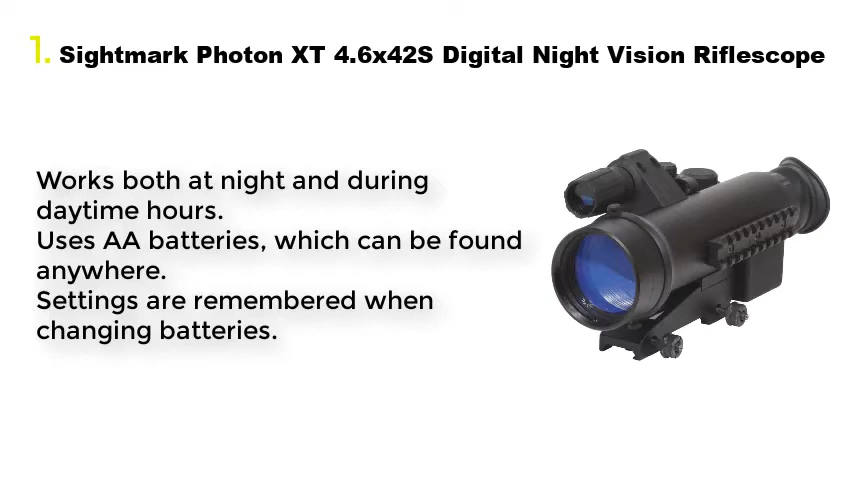 1. Sightmark Photon XT 4.6x42S Digital Night Vision Riflescope
Works both at night and during
daytime hours.
Uses AA batteries, which can be found
anywhere.
Settings are remembered when
changing batteries.